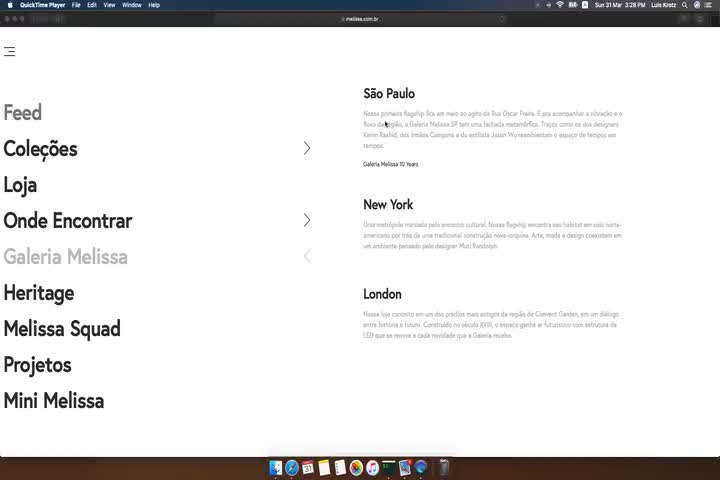 QuickTime Player File Edit View Window Help
Sun 31 Mar 3:28 PM Luis Krotz
melissa.com.br
Feed
Coleções
Loja
Onde Encontrar
Galeria Melissa
Heritage
Melissa Squad
Projetos
Mini Melissa
São Paulo
Nossa primeira flagship fica em meio ao agito da Rua Oscar Freire. E pra acompanhar a vibração e o
fluxo da região, a Galeria Melissa SP tem uma fachada metamórfica. Traços como os dos designers
Karim Rashid, dos Irmãos Campana e do estilista Jason Wu reambientam o espaço de tempos em
tempos.
Galeria Melissa 10 Years
New York
Uma metrópole marcada pelo encontro cultural. Nossa flagship encontra seu habitat em solo norte-
americano por trás de uma tradicional construção nova-iorquina. Arte, moda e design coexistem em
um ambiente pensado pelo designer Muti Randolph.
London
Nossa loja conceito em um dos prédios mais antigos da região de Convent Garden, em um diálogo
entre história e futuro. Construído no século XVIII, o espaço ganha ar futurístico com estrutura de
LED que se renova a cada novidade que a Galeria recebe.